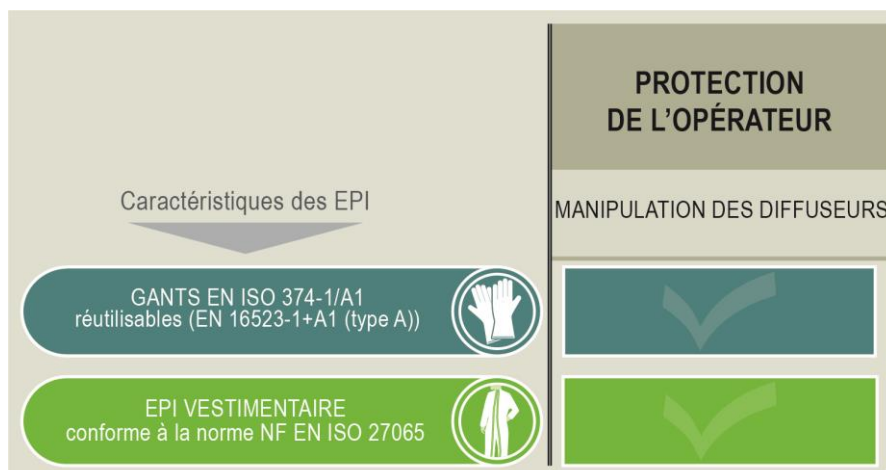 PROTECTION
DE L'OPÉRATEUR
Caractéristiques des EPI
MANIPULATION DES DIFFUSEURS
GANTS EN ISO 374-1/A1
réutilisables (EN 16523-1+A1 (type A))
EPI VESTIMENTAIRE
conforme à la norme NF EN ISO 27065